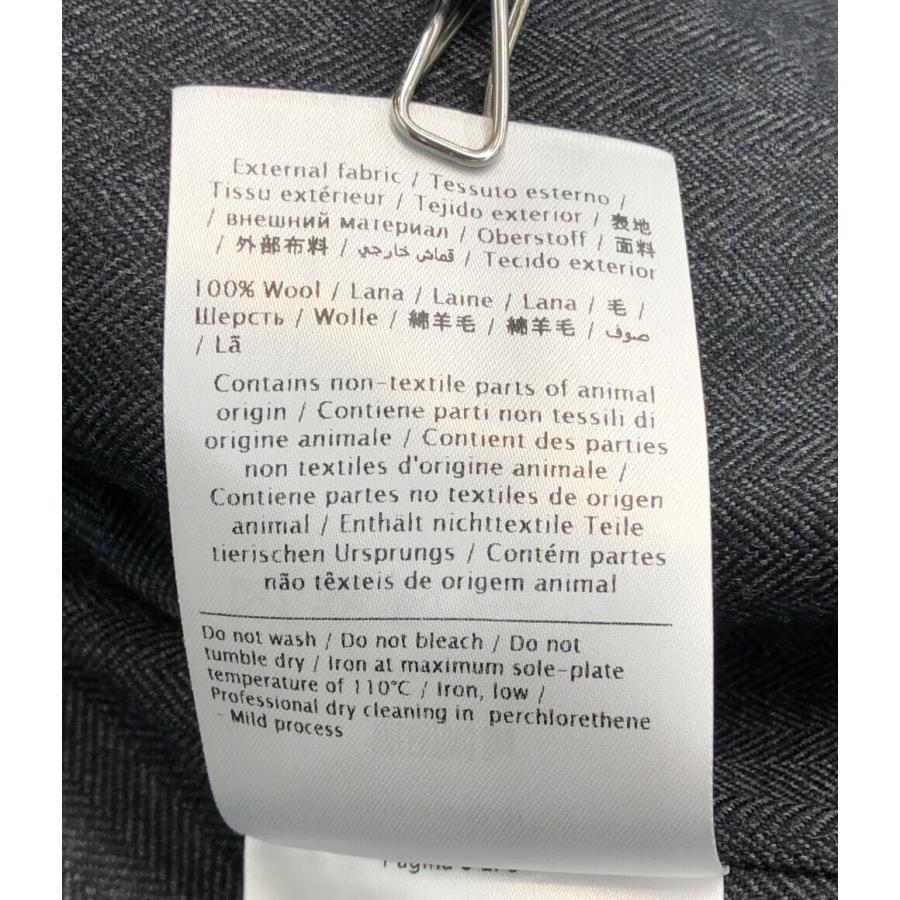 External fabric / Tessuto esterno /
Tissu extérieur / Tejido exterior / 表地
/ внешний материал / Oberstoff / 面料
/ 外部布料 / قماش خارجي / Tecido exterior
100% Wool / Lana / Laine / Lana / 毛 /
Шерсть / Wolle / 綿羊毛 / 綿羊毛 / صوف
/ Lã
Contains non-textile parts of animal
origin / Contiene parti non tessili di
origine animale / Contient des parties
non textiles d'origine animale /
Contiene partes no textiles de origen
animal / Enthält nichttextile Teile
tierischen Ursprungs / Contém partes
não têxteis de origem animal
Do not wash / Do not bleach / Do not
tumble dry / Iron at maximum sole-plate
temperature of 110°C / Iron, low /
Professional dry cleaning in perchlorethene
- Mild process